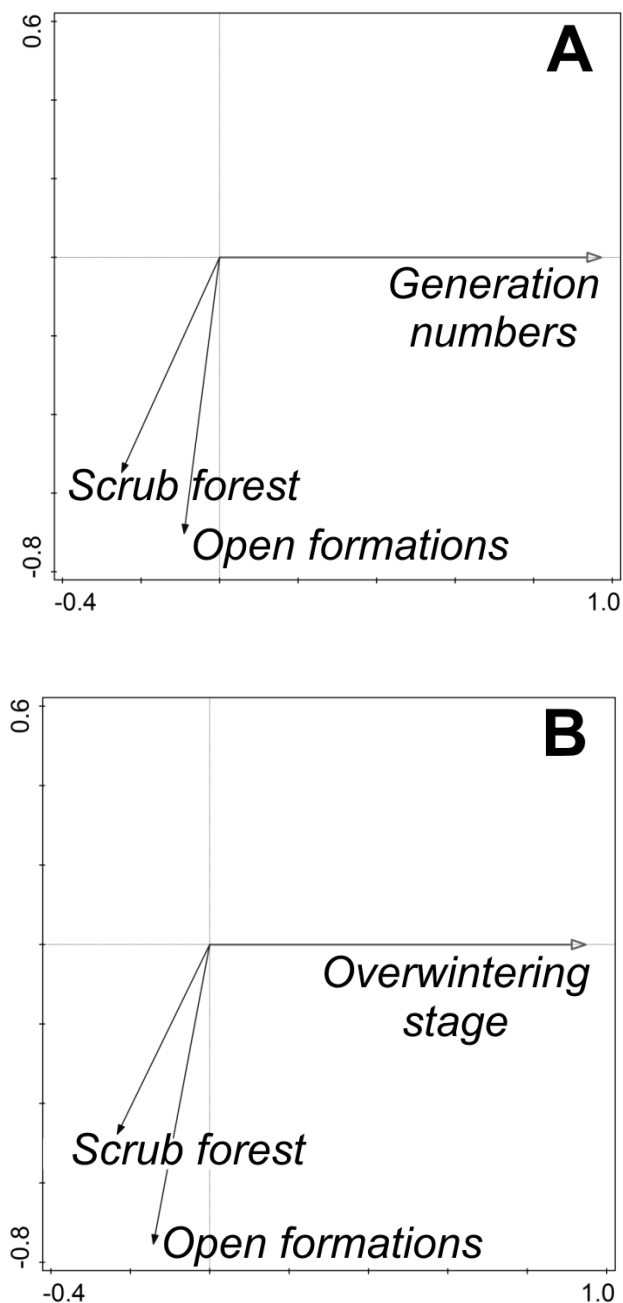 0.6
A
Generation
numbers
Scrub forest
Open formations
-0.8
-0.4
1.0
0.6
B
Overwintering
stage
Scrub forest
Open formations
-0.8
-0.4
1.0